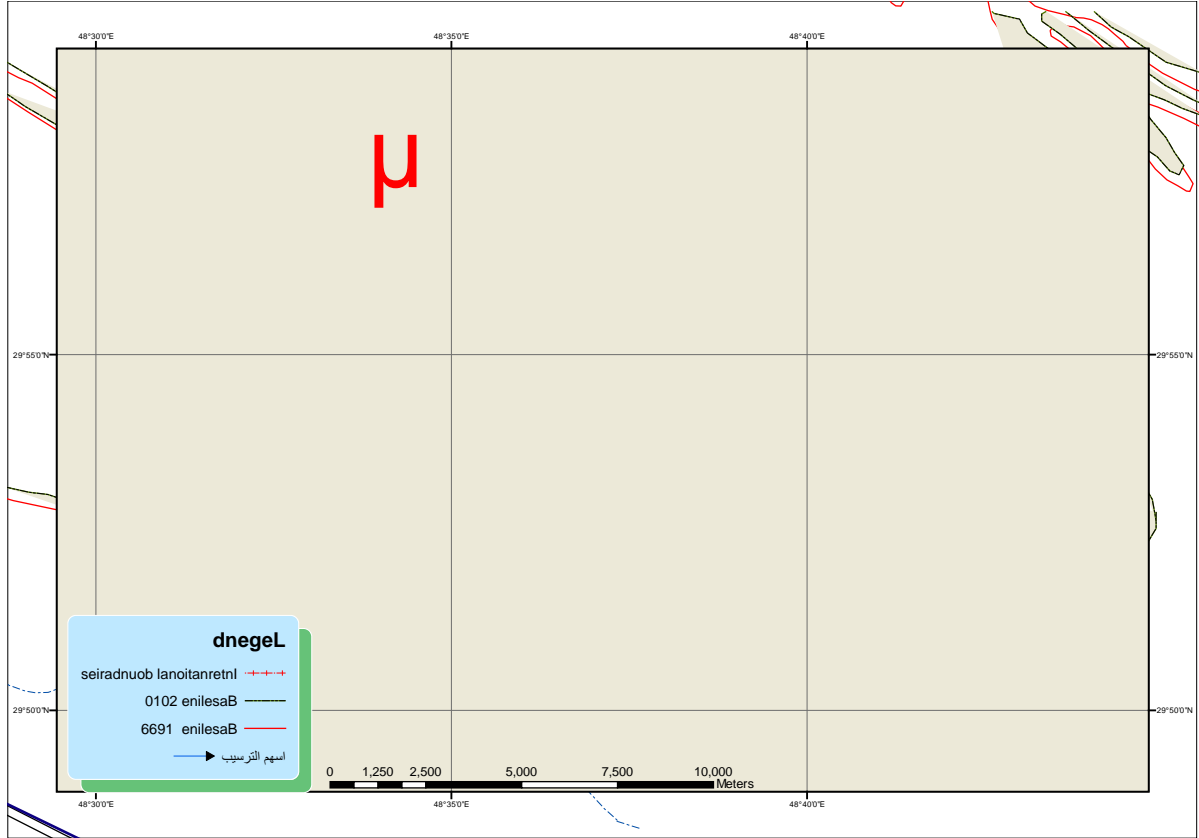 48°30'0"E
48°35'0"E
48°40'0"E
µ
29°55'0"N
29°55'0"N
dnegeL
seiradnuob lanoitanretnI
0102 enilesaB
6691 enilesaB
اسهم الترسيب
29°50'0"N
29°50'0"N
0 1,250 2,500 5,000 7,500 10,000
Meters
48°30'0"E
48°35'0"E
48°40'0"E